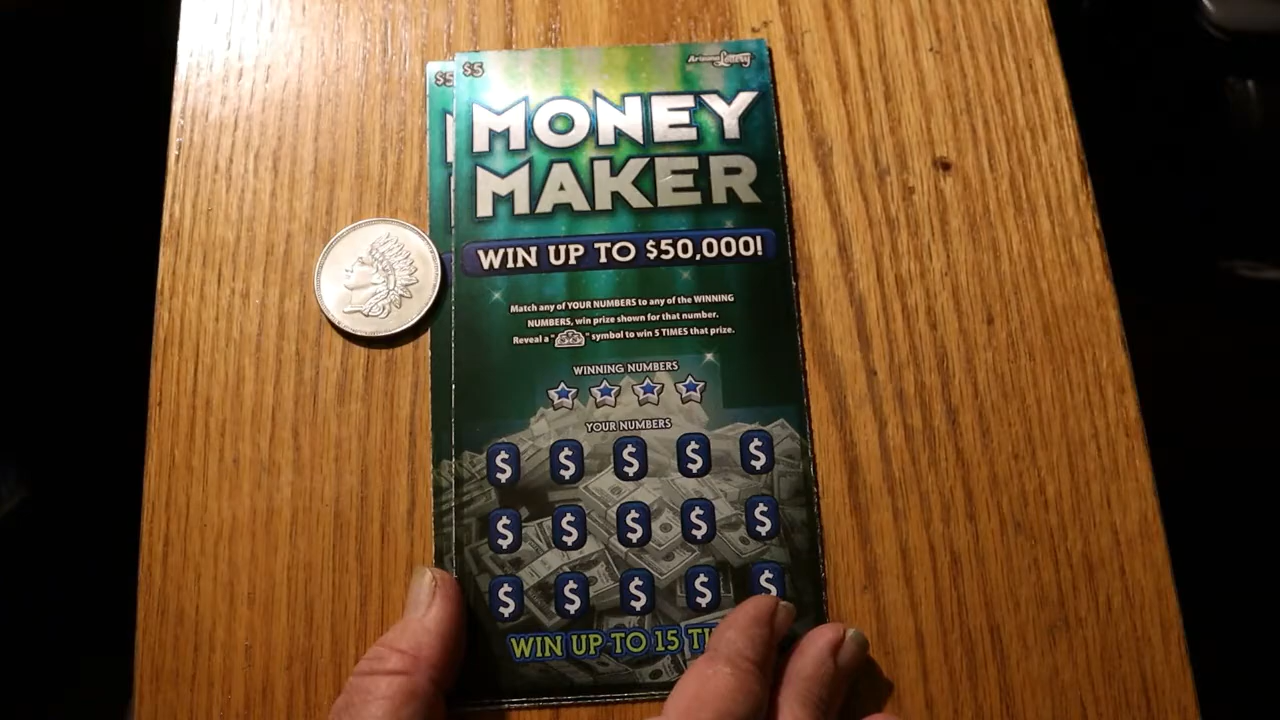 $5
$5
Arizona Lottery
MONEY
MAKER
WIN UP TO $50,000!
Match any of YOUR NUMBERS to any of the WINNING
NUMBERS, win prize shown for that number.
Reveal a " " symbol to win 5 TIMES that prize.
WINNING NUMBERS
YOUR NUMBERS
$ $ $ $ $
$ $ $ $ $
$ $ $ $ $
WIN UP TO 15